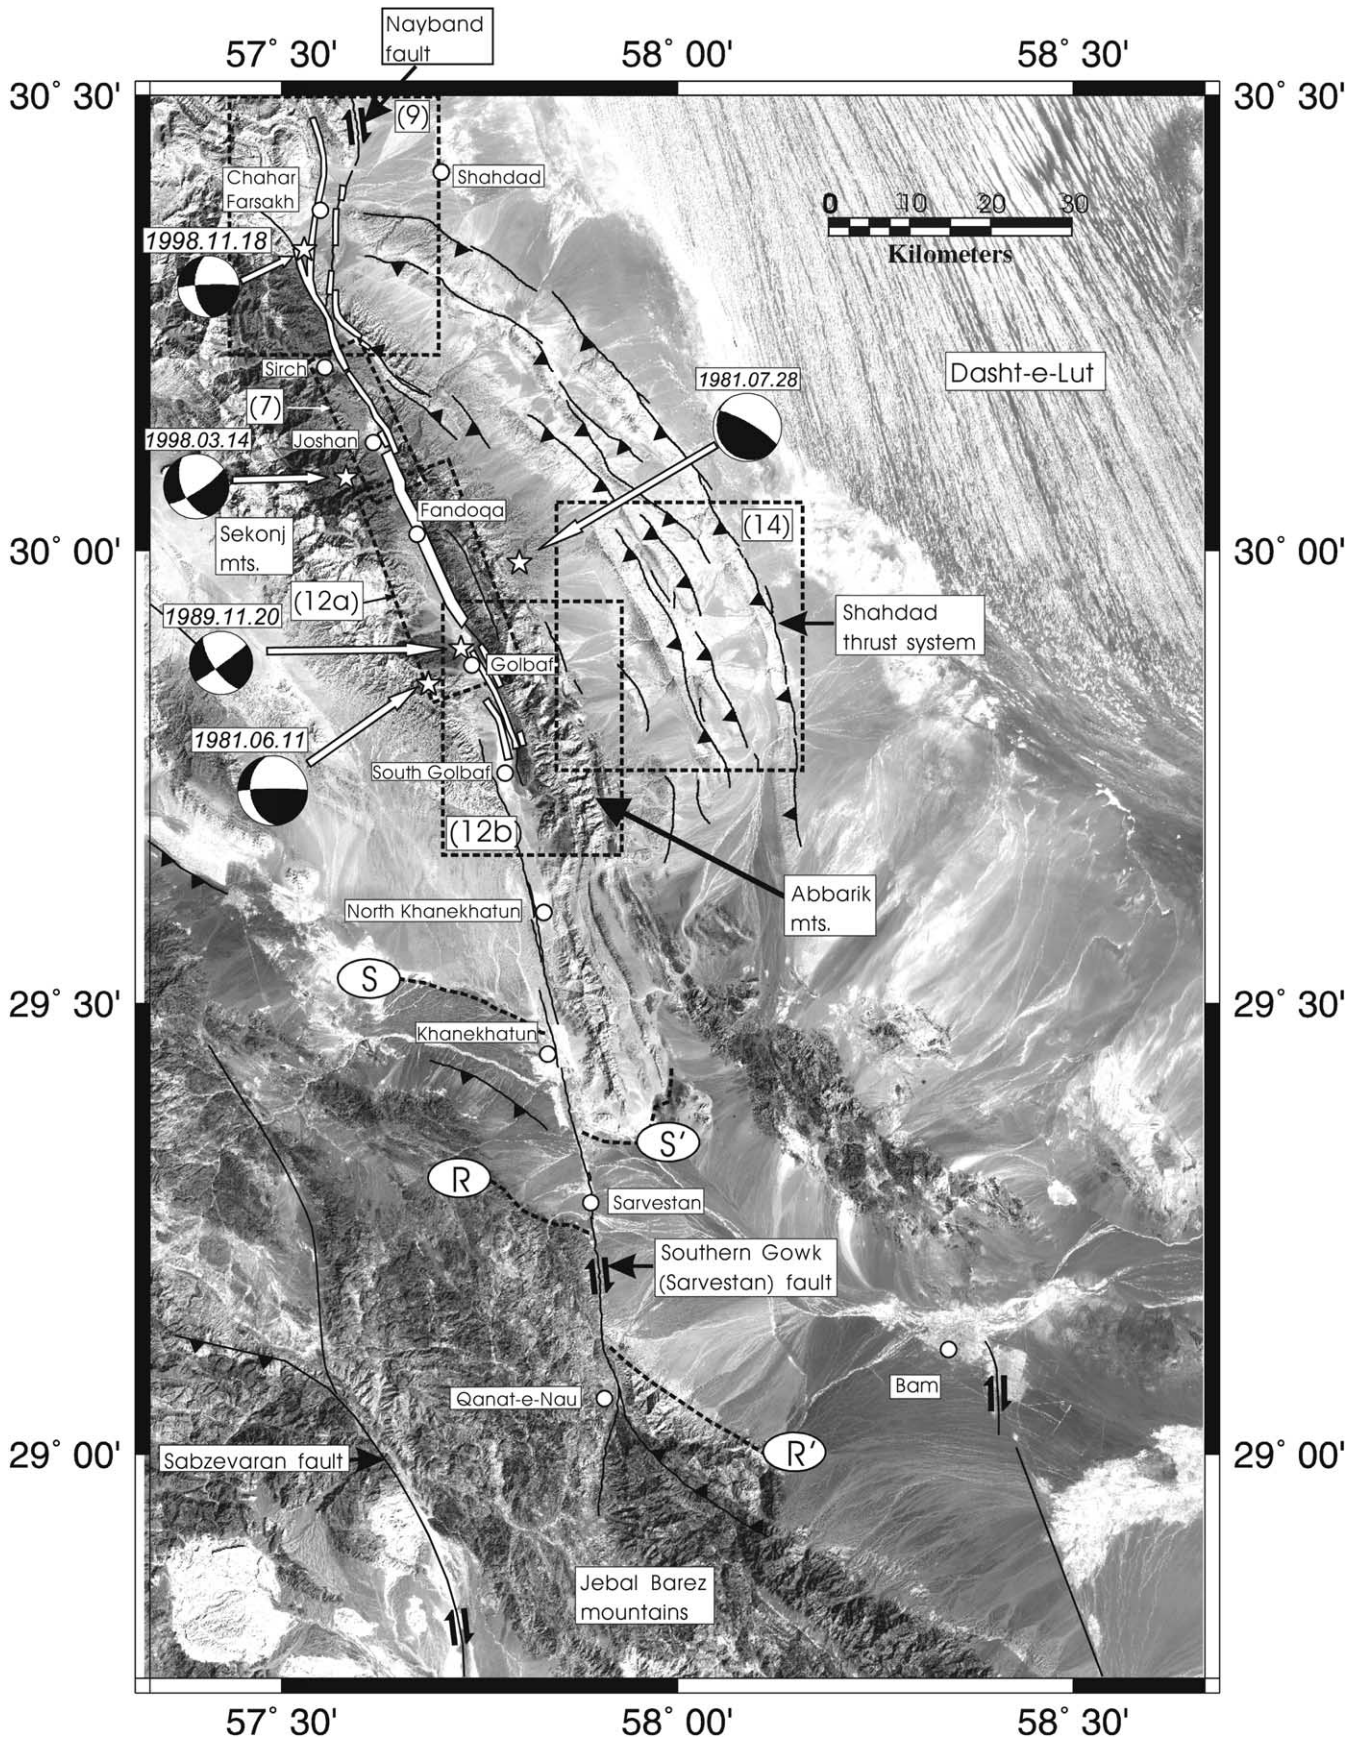 Nayband
fault
57° 30'
58° 00'
58° 30'
30° 30'
30° 30'
(9)
Shahdad
Chahar
Farsakh
0 10 20 30
Kilometers
1998.11.18
Sirch
Dasht-e-Lut
1981.07.28
(7)
1998.03.14
Joshan
Fandoqa
(14)
Sekonj
mts.
30° 00'
30° 00'
(12a)
1989.11.20
Shahdad
thrust system
Golbaf
1981.06.11
South Golbaf
(12b)
Abbarik
mts.
North Khanekhatun
S
29° 30'
29° 30'
Khanekhatun
S'
R
Sarvestan
Southern Gowk
(Sarvestan) fault
Bam
Qanat-e-Nau
29° 00'
29° 00'
Sabzevaran fault
R'
Jebal Barez
mountains
57° 30'
58° 00'
58° 30'